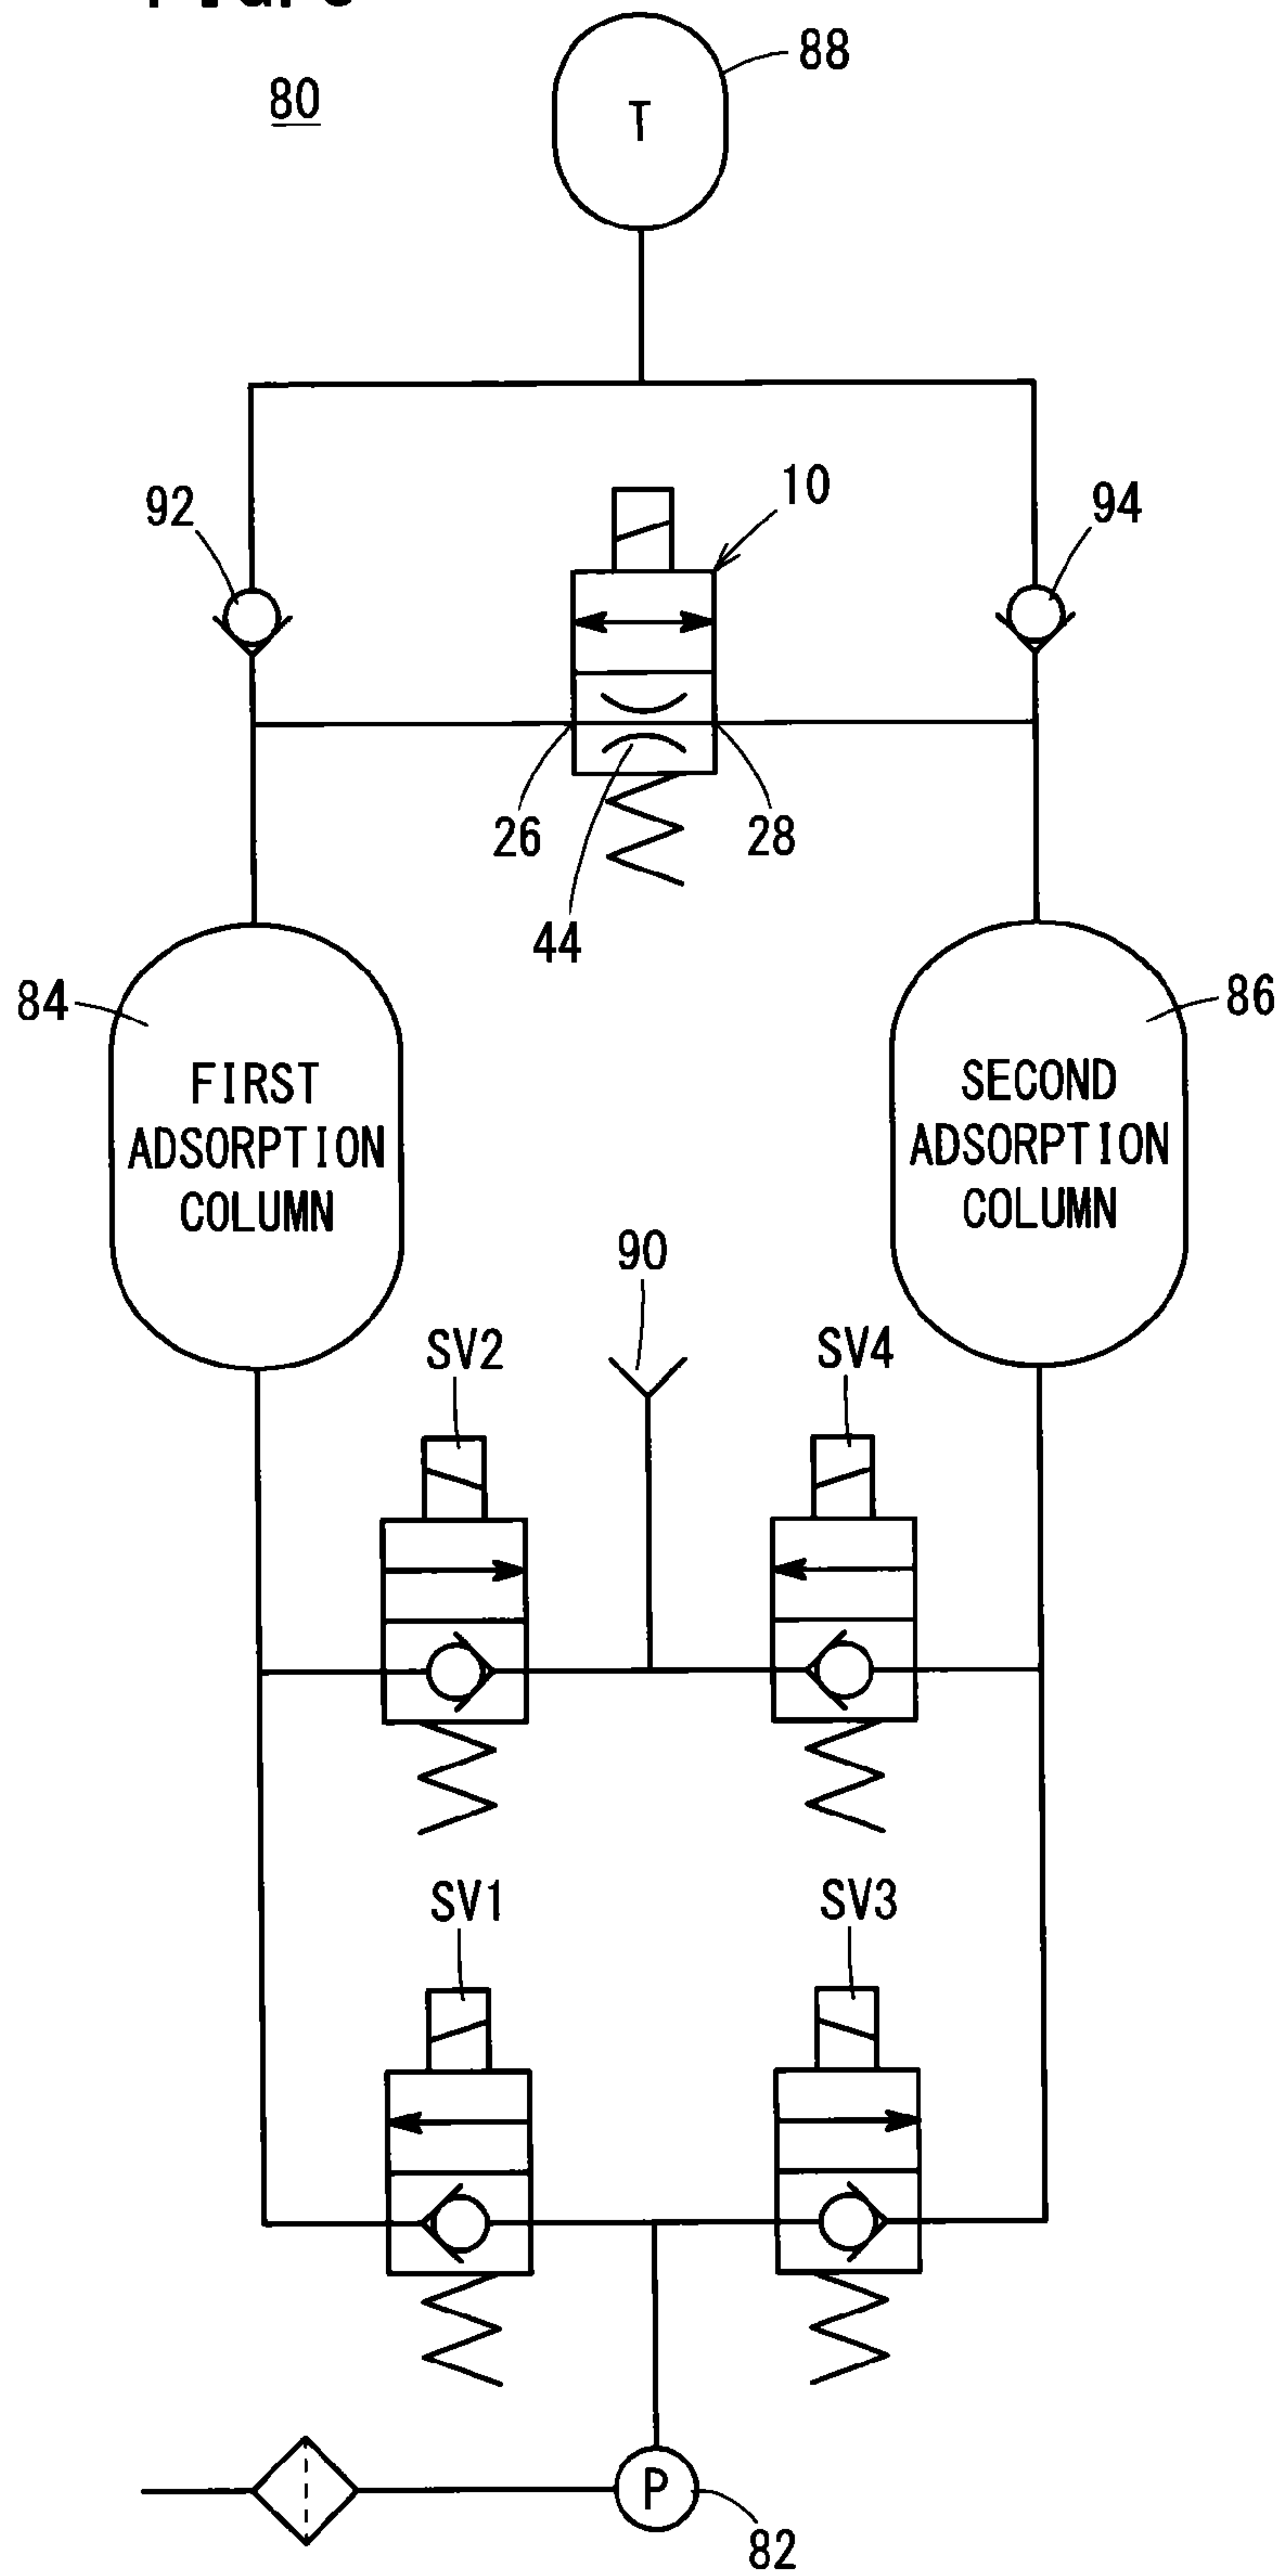 80
88
T
10
92
94
26
28
44
84
86
FIRST
ADSORPTION
COLUMN
SECOND
ADSORPTION
COLUMN
90
SV2
SV4
SV1
SV3
P
82